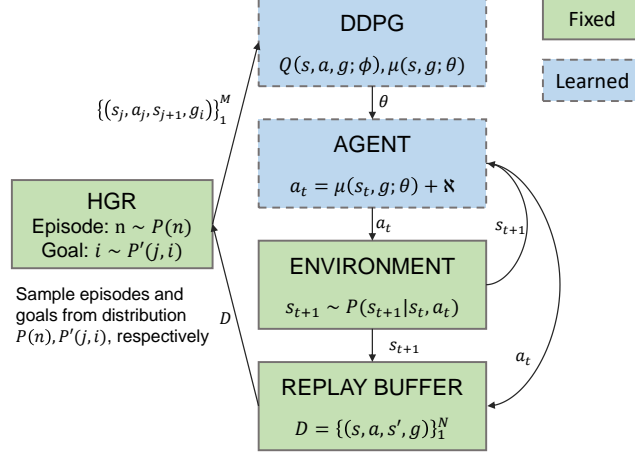 DDPG
Q(s, a, g; ϕ), μ(s, g; θ)
Fixed
Learned
θ
{(s_j, a_j, s_{j+1}, g_i)}_1^M
AGENT
a_t = μ(s_t, g; θ) + ℵ
HGR
Episode: n ~ P(n)
Goal: i ~ P′(j, i)
a_t
s_{t+1}
ENVIRONMENT
s_{t+1} ~ P(s_{t+1}|s_t, a_t)
Sample episodes and
goals from distribution
P(n), P′(j, i), respectively
D
s_{t+1}
a_t
REPLAY BUFFER
D = {(s, a, s′, g)}_1^N